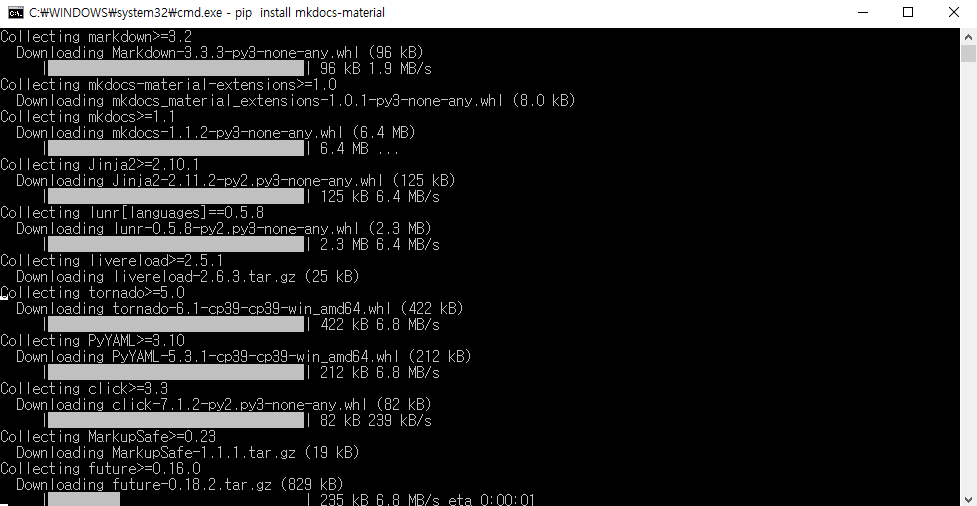 C:₩WINDOWS₩system32₩cmd.exe - pip  install mkdocs-material
Collecting markdown>=3.2
  Downloading Markdown-3.3.3-py3-none-any.whl (96 kB)
     |████████████████████████████████| 96 kB 1.9 MB/s
Collecting mkdocs-material-extensions>=1.0
  Downloading mkdocs_material_extensions-1.0.1-py3-none-any.whl (8.0 kB)
Collecting mkdocs>=1.1
  Downloading mkdocs-1.1.2-py3-none-any.whl (6.4 MB)
     |████████████████████████████████| 6.4 MB ...
Collecting Jinja2>=2.10.1
  Downloading Jinja2-2.11.2-py2.py3-none-any.whl (125 kB)
     |████████████████████████████████| 125 kB 6.4 MB/s
Collecting lunr[languages]==0.5.8
  Downloading lunr-0.5.8-py2.py3-none-any.whl (2.3 MB)
     |████████████████████████████████| 2.3 MB 6.4 MB/s
Collecting livereload>=2.5.1
  Downloading livereload-2.6.3.tar.gz (25 kB)
Collecting tornado>=5.0
  Downloading tornado-6.1-cp39-cp39-win_amd64.whl (422 kB)
     |████████████████████████████████| 422 kB 6.8 MB/s
Collecting PyYAML>=3.10
  Downloading PyYAML-5.3.1-cp39-cp39-win_amd64.whl (212 kB)
     |████████████████████████████████| 212 kB 6.8 MB/s
Collecting click>=3.3
  Downloading click-7.1.2-py2.py3-none-any.whl (82 kB)
     |████████████████████████████████| 82 kB 239 kB/s
Collecting MarkupSafe>=0.23
  Downloading MarkupSafe-1.1.1.tar.gz (19 kB)
Collecting future>=0.16.0
  Downloading future-0.18.2.tar.gz (829 kB)
     |█████████                       | 235 kB 6.8 MB/s eta 0:00:01